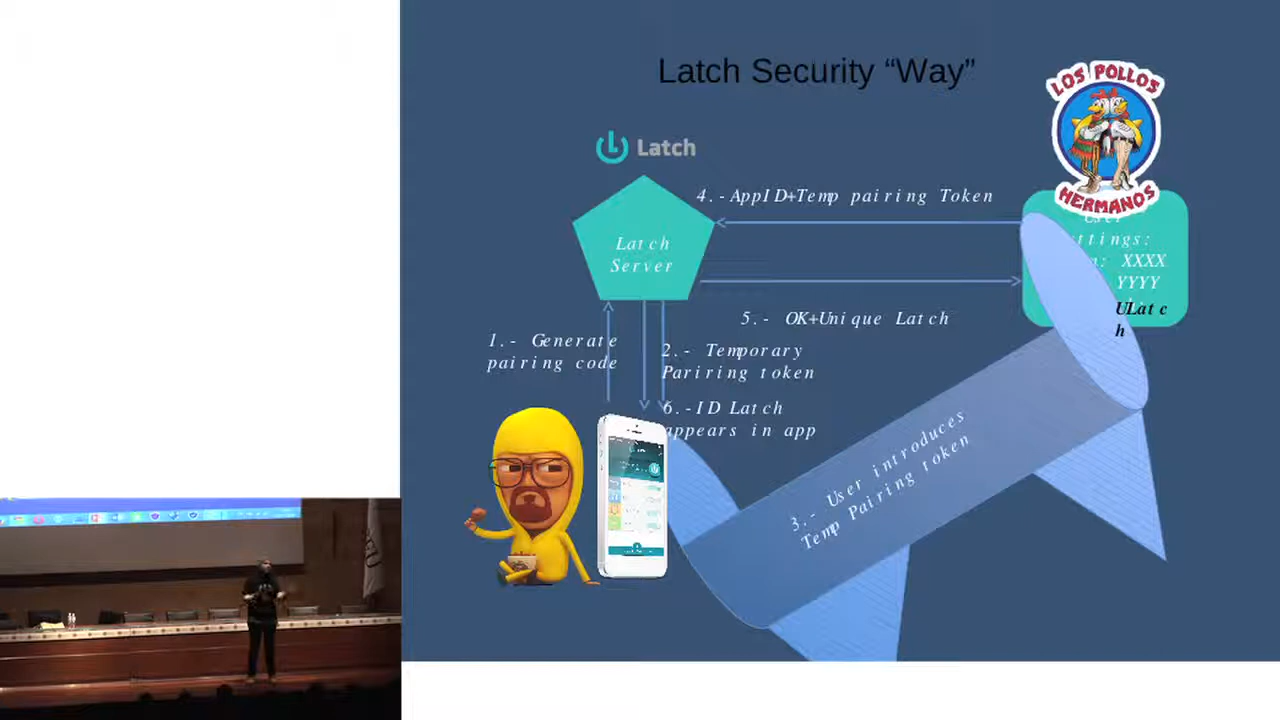 Latch Security “Way”
LOS POLLOS
HERMANOS
Latch
4.-AppID+Temp pairing Token
Latch
Server
XXXX
YYYY
ULatc
h
5.- OK+Unique Latch
1.- Generate
pairing code
2.- Temporary
Pariring token
6.-ID Latch
appears in app
3.- User introduces
Temp Pairing token